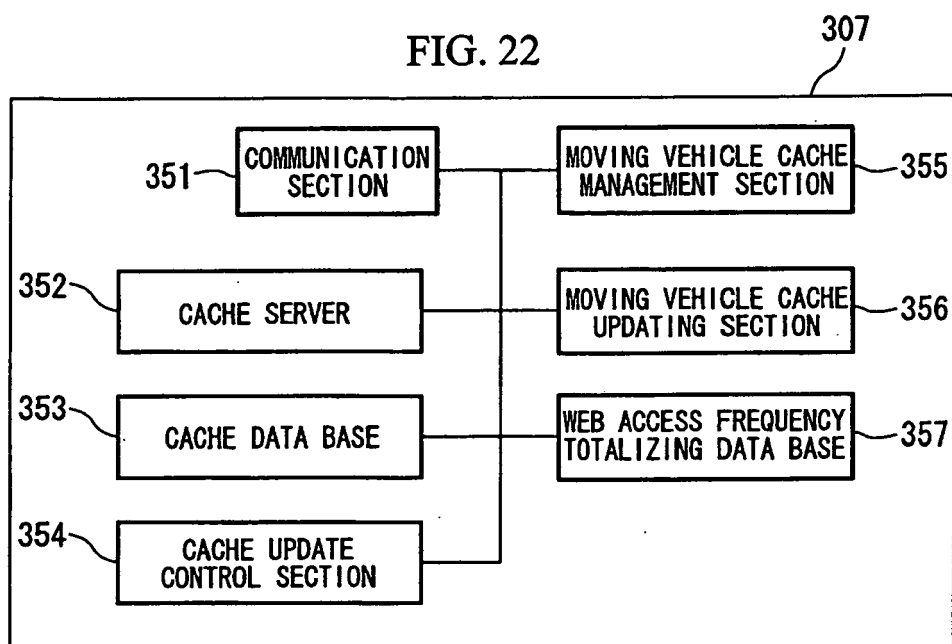 FIG. 22
307
351
COMMUNICATION
SECTION
MOVING VEHICLE CACHE
MANAGEMENT SECTION
355
352
CACHE SERVER
MOVING VEHICLE CACHE
UPDATING SECTION
356
353
CACHE DATA BASE
WEB ACCESS FREQUENCY
TOTALIZING DATA BASE
357
354
CACHE UPDATE
CONTROL SECTION